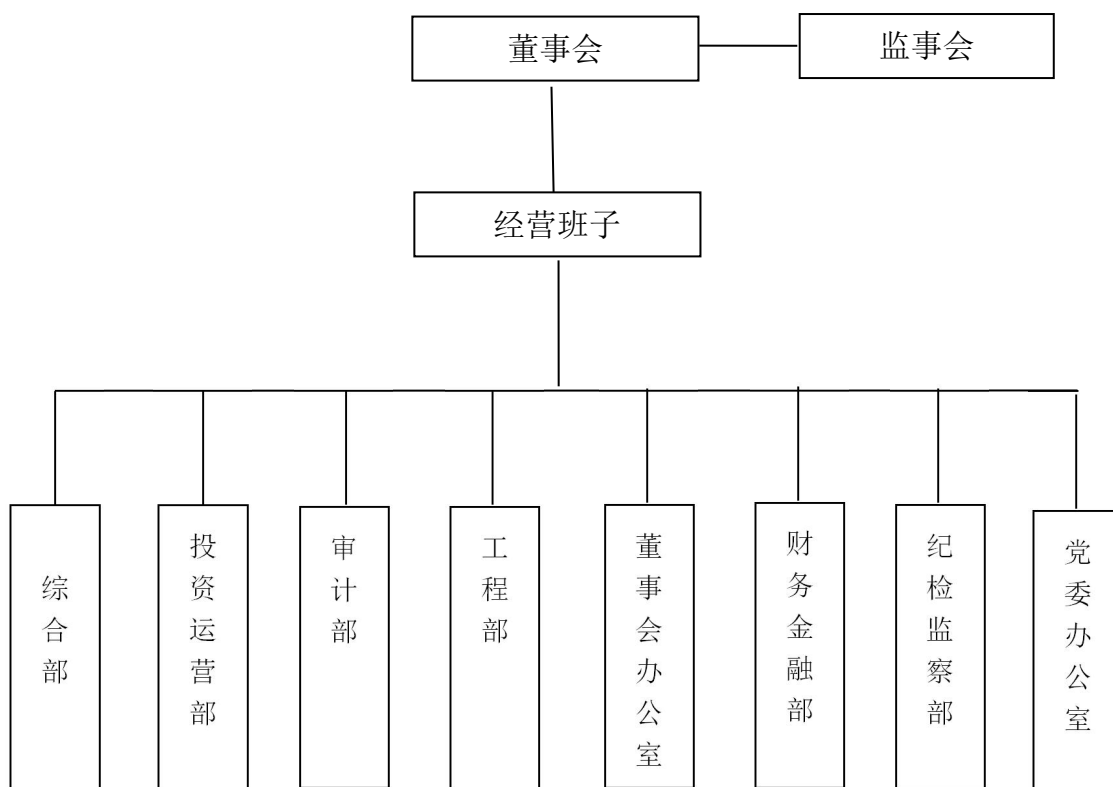 董事会
监事会
经营班子
综合部
投资运营部
审计部
工程部
董事会办公室
财务金融部
纪检监察部
党委办公室